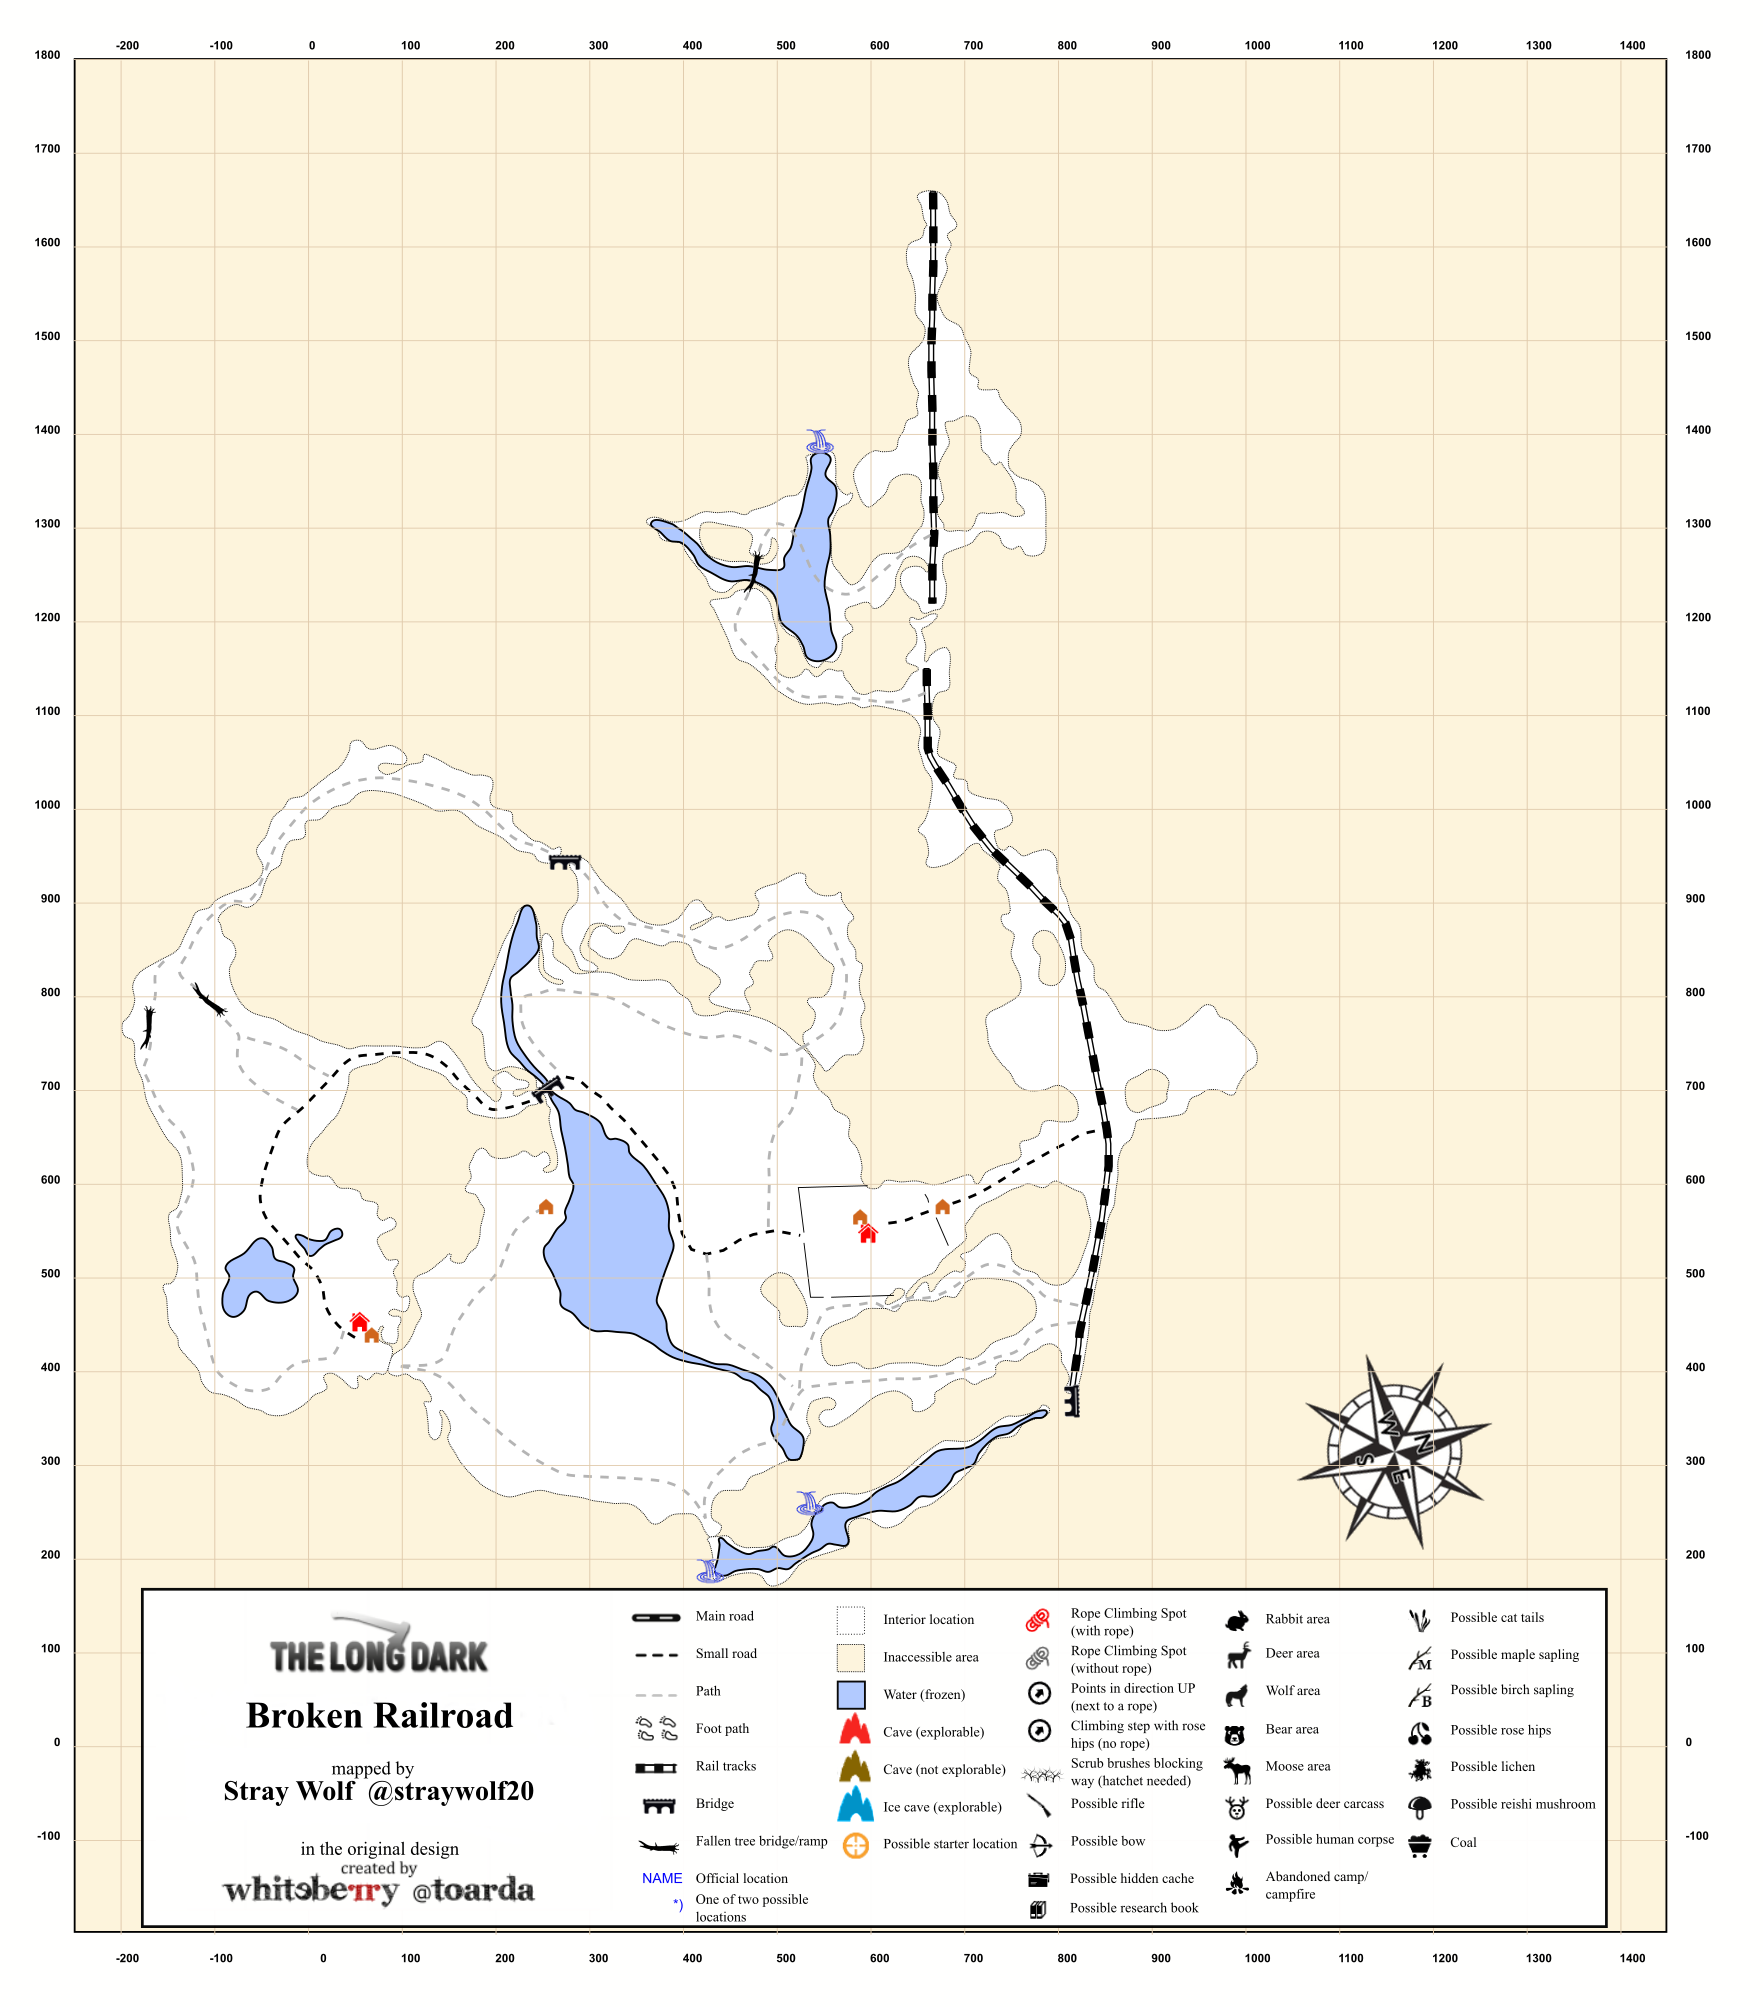 -200 -100 0 100 200 300 400 500 600 700 800 900 1000 1100 1200 1300 1400
1800 1800
1700 1700
1600 1600
1500 1500
1400 1400
1300 1300
1200 1200
1100 1100
1000 1000
900 900
800 800
700 700
600 600
500 500
400 400
W
N
S
E
300 300
200 200
100 100
0 0
-100 -100
THE LONG DARK
Broken Railroad
mapped by
Stray Wolf @straywolf20
in the original design
created by
whiteberry @toarda
Main road
Small road
Path
Foot path
Rail tracks
Bridge
Fallen tree bridge/ramp
NAME Official location
*) One of two possible
locations
Interior location
Inaccessible area
Water (frozen)
Cave (explorable)
Cave (not explorable)
Ice cave (explorable)
Possible starter location
Rope Climbing Spot
(with rope)
Rope Climbing Spot
(without rope)
Points in direction UP
(next to a rope)
Climbing step with rose
hips (no rope)
Scrub brushes blocking
way (hatchet needed)
Possible rifle
Possible bow
Possible hidden cache
Possible research book
Rabbit area
Deer area
Wolf area
Bear area
Moose area
Possible deer carcass
Possible human corpse
Abandoned camp/
campfire
Possible cat tails
M Possible maple sapling
B Possible birch sapling
Possible rose hips
Possible lichen
Possible reishi mushroom
Coal
-200 -100 0 100 200 300 400 500 600 700 800 900 1000 1100 1200 1300 1400